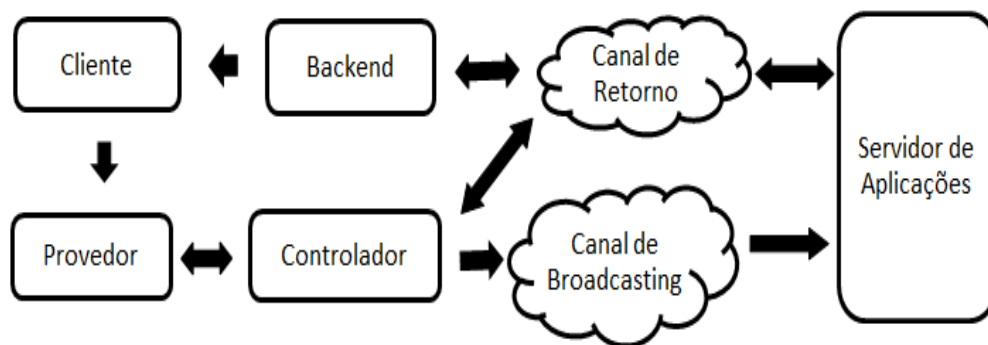 Cliente
Backend
Canal de
Retorno
Servidor de
Aplicações
Provedor
Controlador
Canal de
Broadcasting